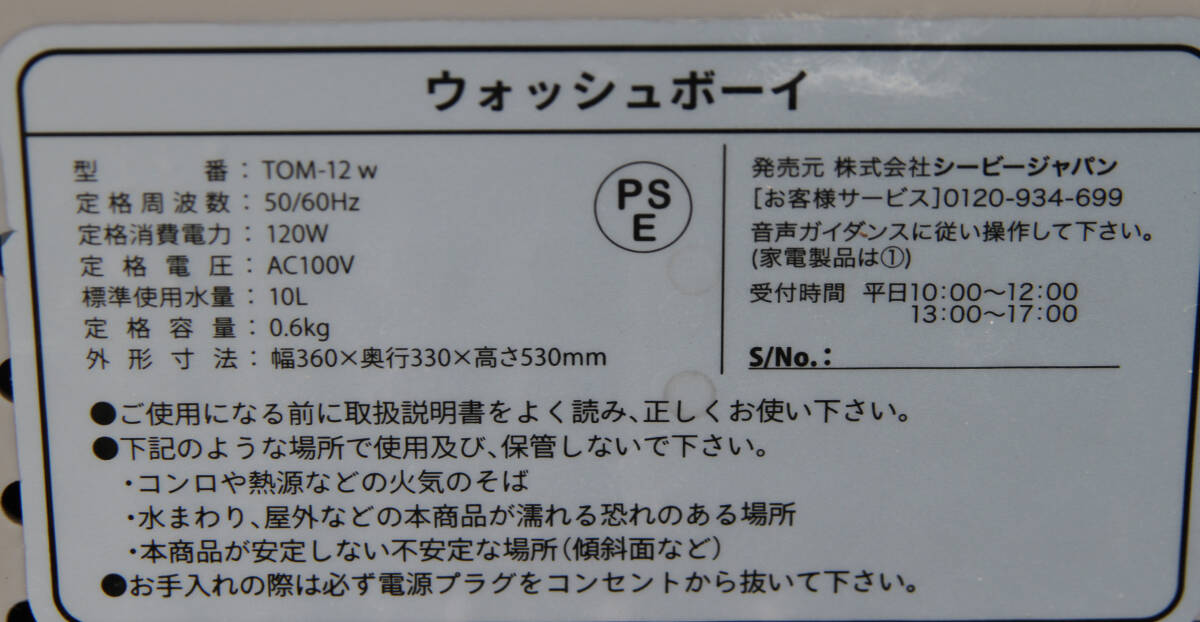 ウォッシュボーイ
型番：TOM-12 w
定格周波数：50/60Hz
定格消費電力：120W
定格電圧：AC100V
標準使用水量：10L
定格容量：0.6kg
外形寸法：幅360×奥行330×高さ530mm
PS
E
発売元 株式会社シービージャパン
[お客様サービス]0120-934-699
音声ガイダンスに従い操作して下さい。
(家電製品は①)
受付時間 平日10：00～12：00
13：00～17：00
S/No.：
●ご使用になる前に取扱説明書をよく読み、正しくお使い下さい。
●下記のような場所で使用及び、保管しないで下さい。
・コンロや熱源などの火気のそば
・水まわり、屋外などの本商品が濡れる恐れのある場所
・本商品が安定しない不安定な場所（傾斜面など）
●お手入れの際は必ず電源プラグをコンセントから抜いて下さい。